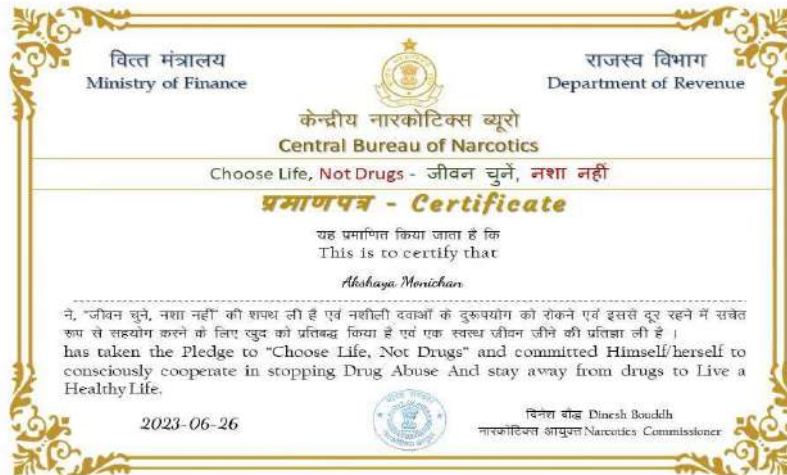 वित्त मंत्रालय
Ministry of Finance
राजस्व विभाग
Department of Revenue
केन्द्रीय नारकोटिक्स ब्यूरो
Central Bureau of Narcotics
Choose Life, Not Drugs - जीवन चुनें, नशा नहीं
प्रमाणपत्र - Certificate
यह प्रमाणित किया जाता है कि
This is to certify that
Akshaya Monichan
ने, "जीवन चुने, नशा नहीं" की शपथ ली है एवं नशीली दवाओं के दुरूपयोग को रोकने एवं इससे दूर रहने में सचेत
रूप से सहयोग करने के लिए खुद को प्रतिबद्ध किया है एवं एक स्वस्थ जीवन जीने की प्रतिज्ञा ली है ।
has taken the Pledge to "Choose Life, Not Drugs" and committed Himself/herself to
consciously cooperate in stopping Drug Abuse And stay away from drugs to Live a
Healthy Life.
2023-06-26
दिनेश बौद्ध Dinesh Bouddh
नारकोटिक्स आयुक्त Narcotics Commissioner